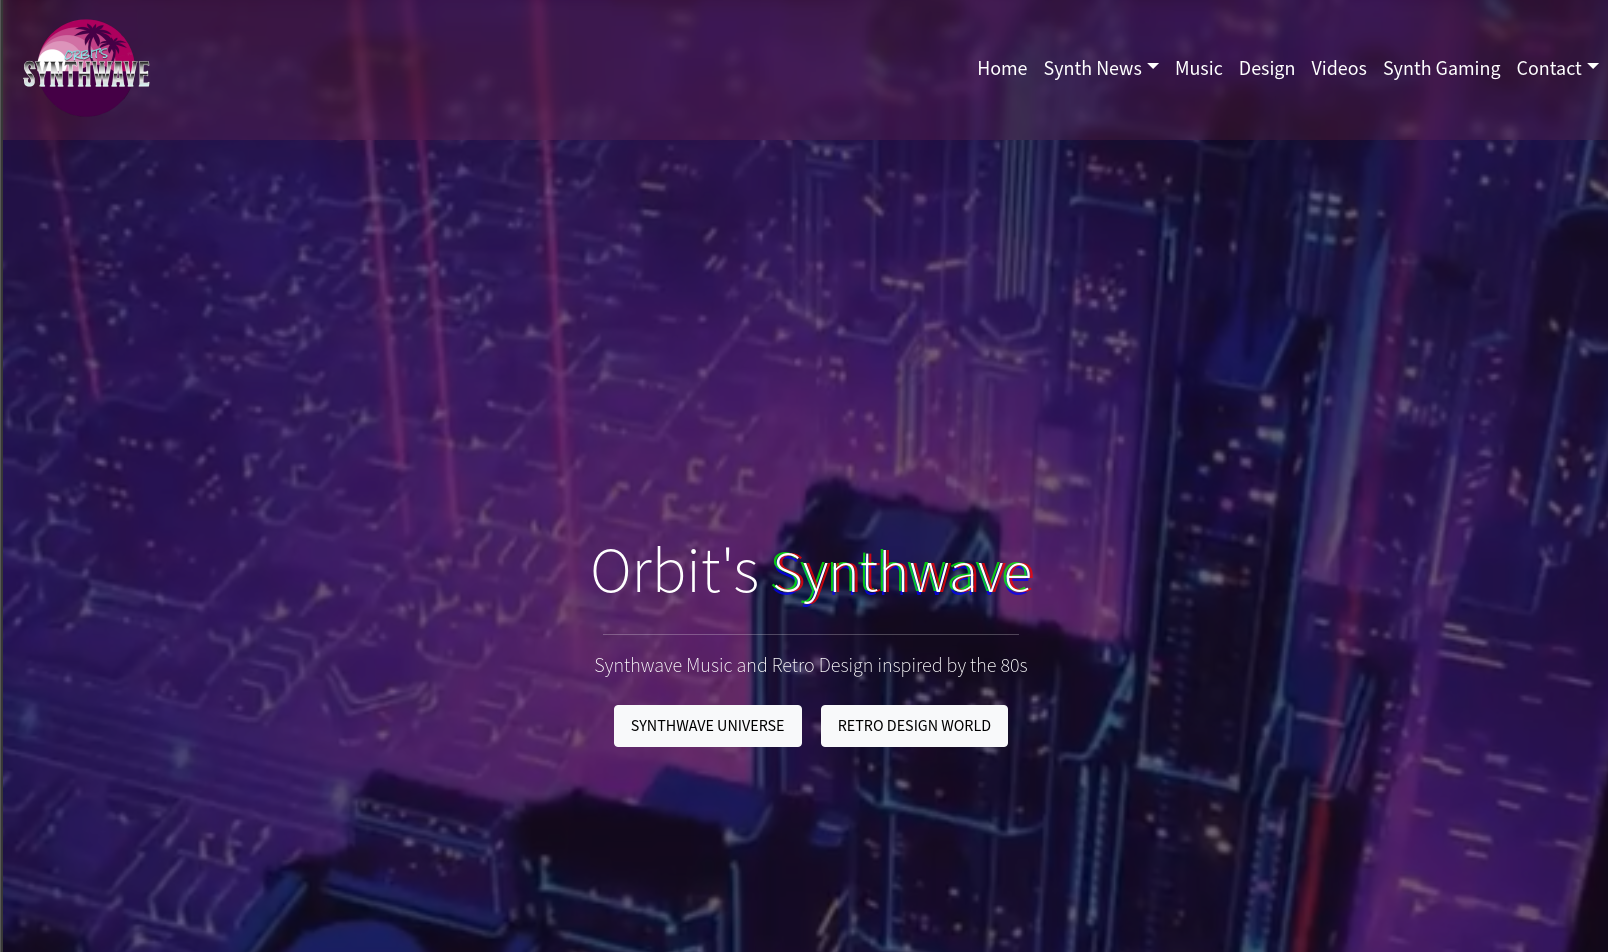 ORBITS
SYNTHWAVE
Home Synth News Music Design Videos Synth Gaming Contact
Orbit's Synthwave
Synthwave Music and Retro Design inspired by the 80s
SYNTHWAVE UNIVERSE RETRO DESIGN WORLD